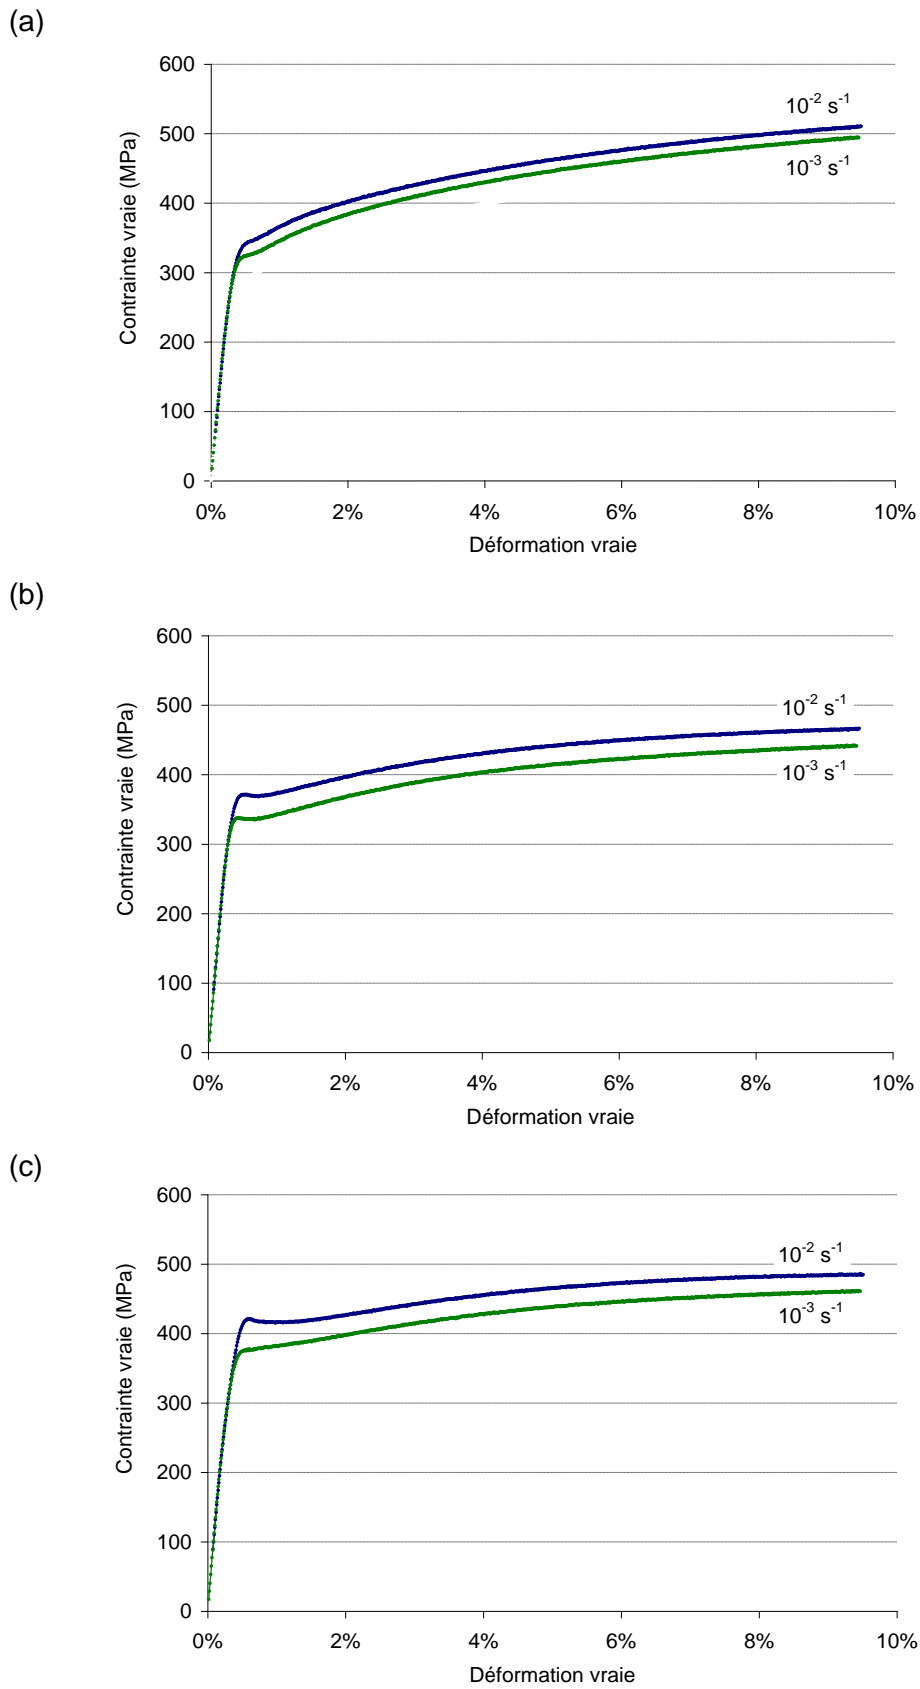 (a)
600
500
400
300
200
100
0
Contrainte vraie (MPa)
10⁻² s⁻¹
10⁻³ s⁻¹
0% 2% 4% 6% 8% 10%
Déformation vraie
(b)
600
500
400
300
200
100
0
Contrainte vraie (MPa)
10⁻² s⁻¹
10⁻³ s⁻¹
0% 2% 4% 6% 8% 10%
Déformation vraie
(c)
600
500
400
300
200
100
0
Contrainte vraie (MPa)
10⁻² s⁻¹
10⁻³ s⁻¹
0% 2% 4% 6% 8% 10%
Déformation vraie